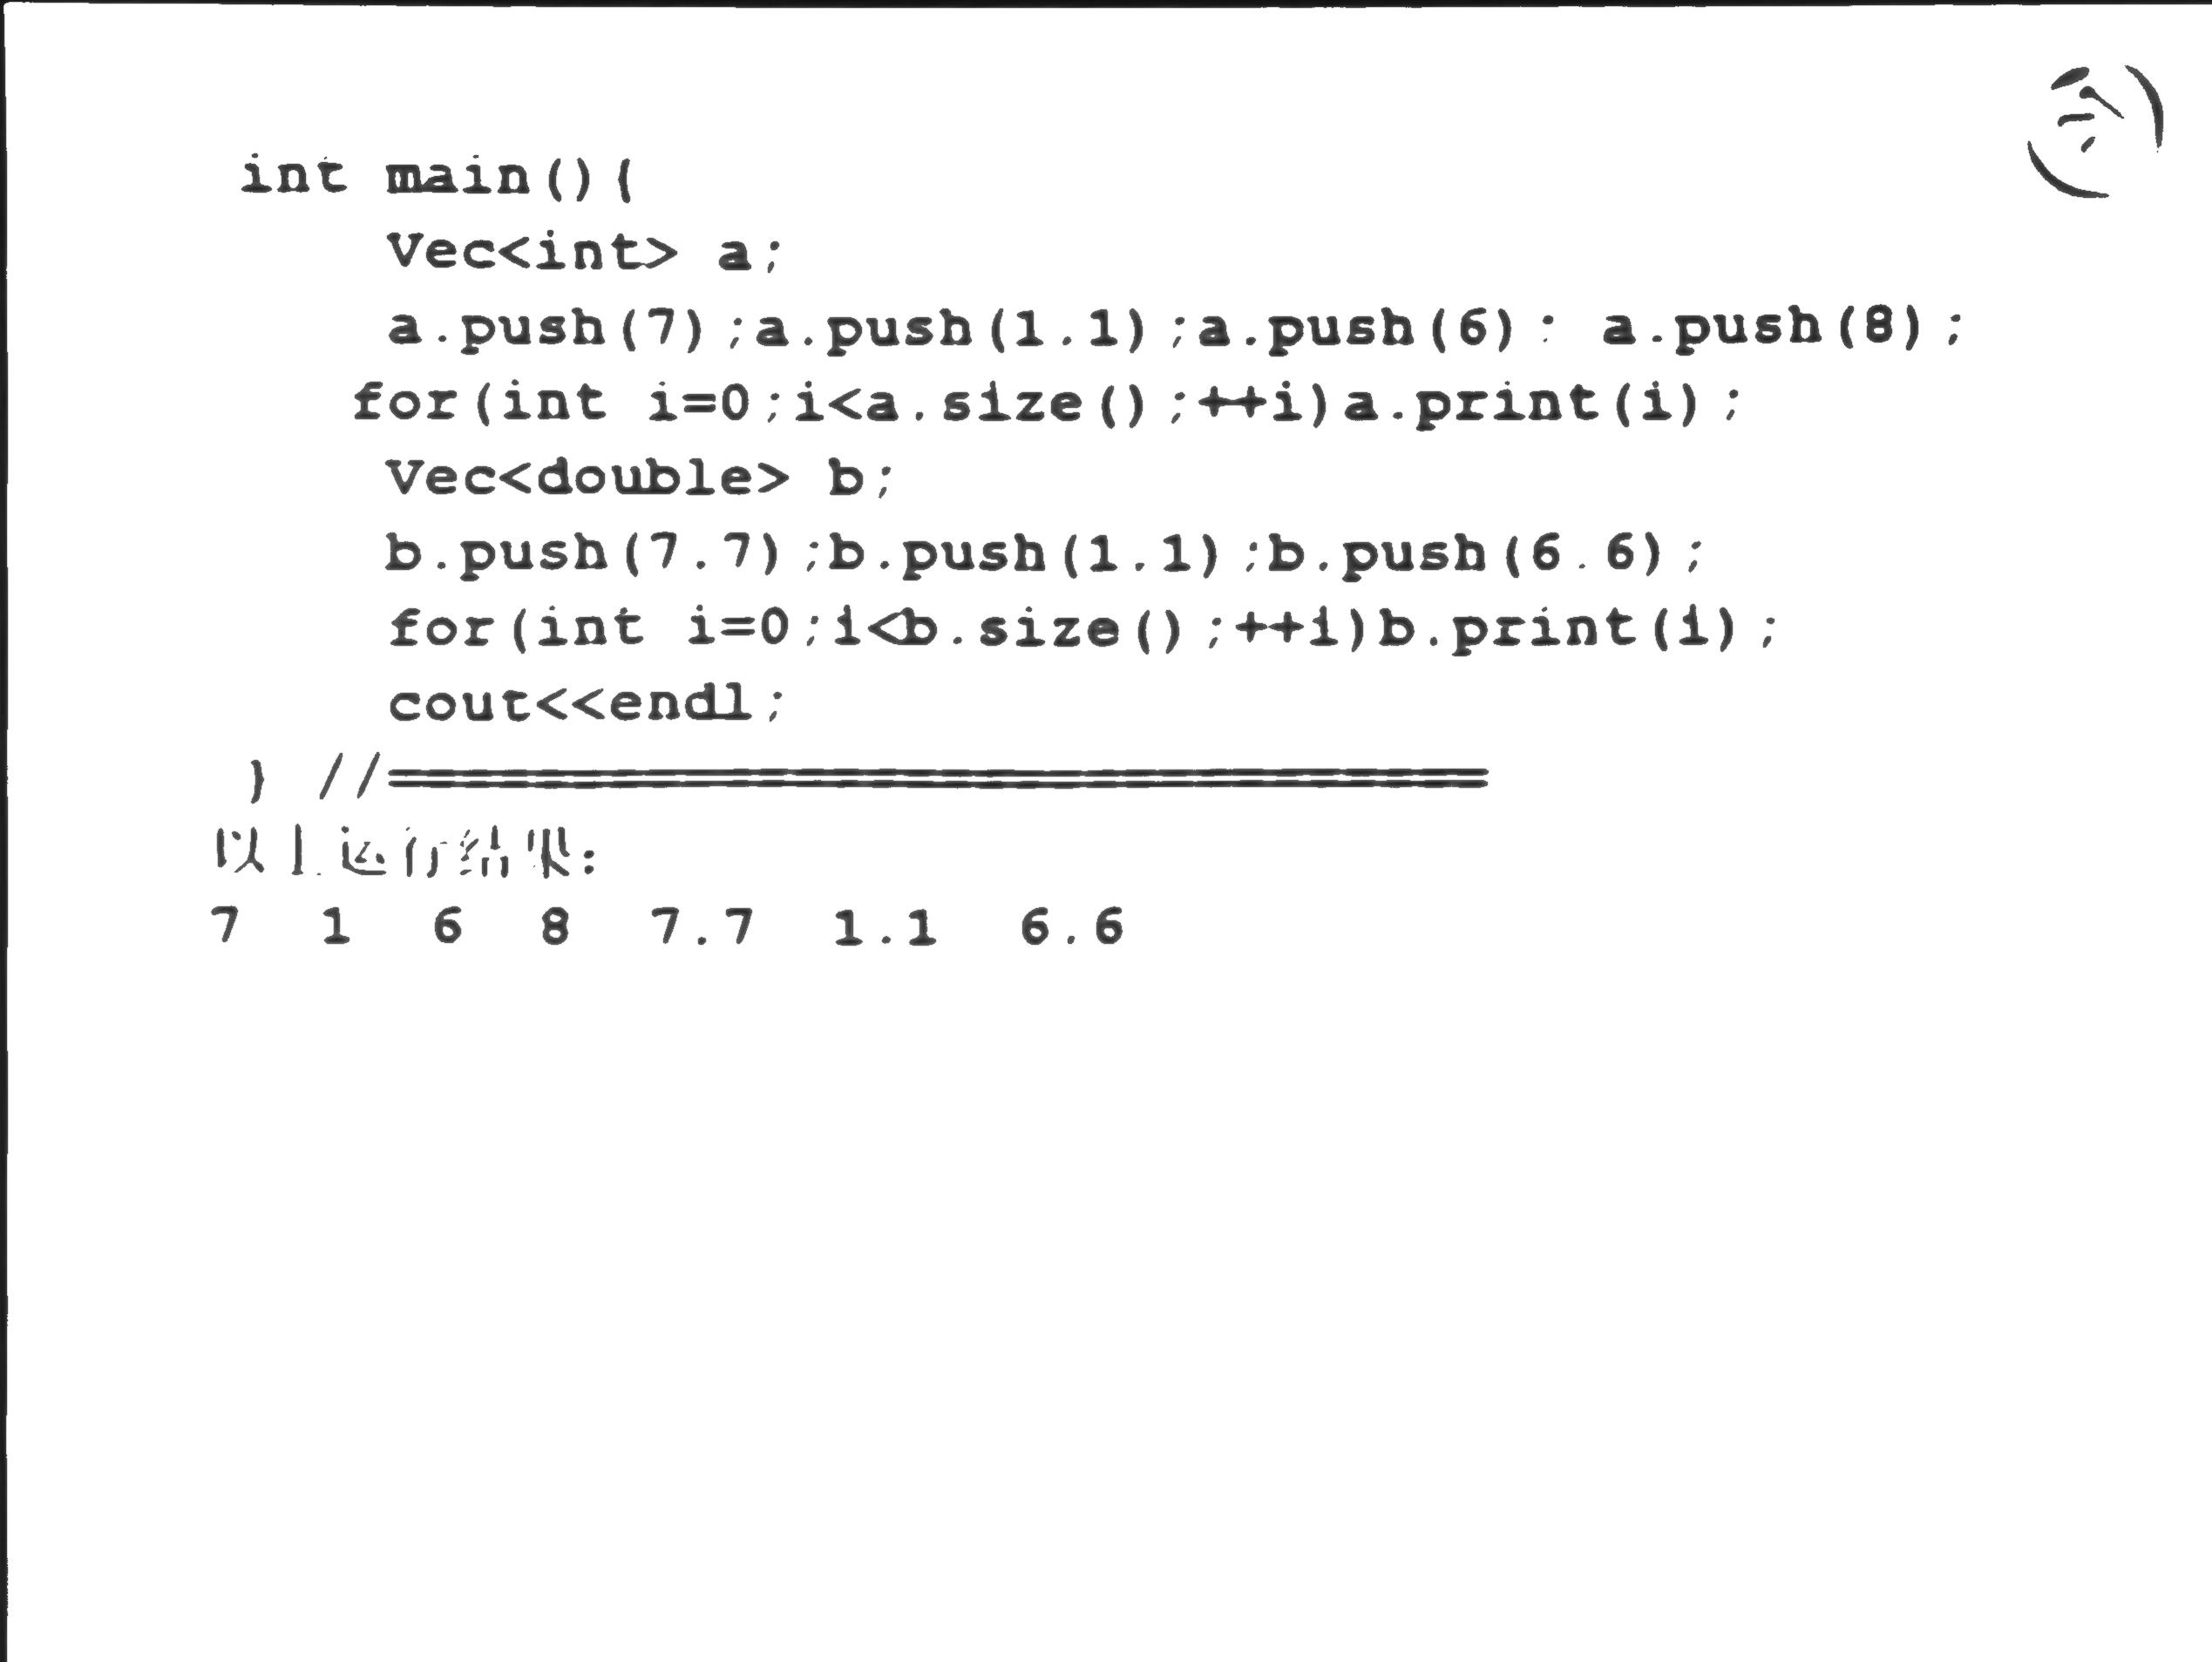 int main(){
Vec<int> a;
a.push(7);a.push(1.1);a.push(6); a.push(8);
for(int i=0;i<a.size();++i)a.print(i);
Vec<double> b;
b.push(7.7);b.push(1.1);b.push(6.6);
for(int i=0;i<b.size();++i)b.print(i);
cout<<endl;
} //==============================
以上运行结果:
7 1 6 8 7.7 1.1 6.6